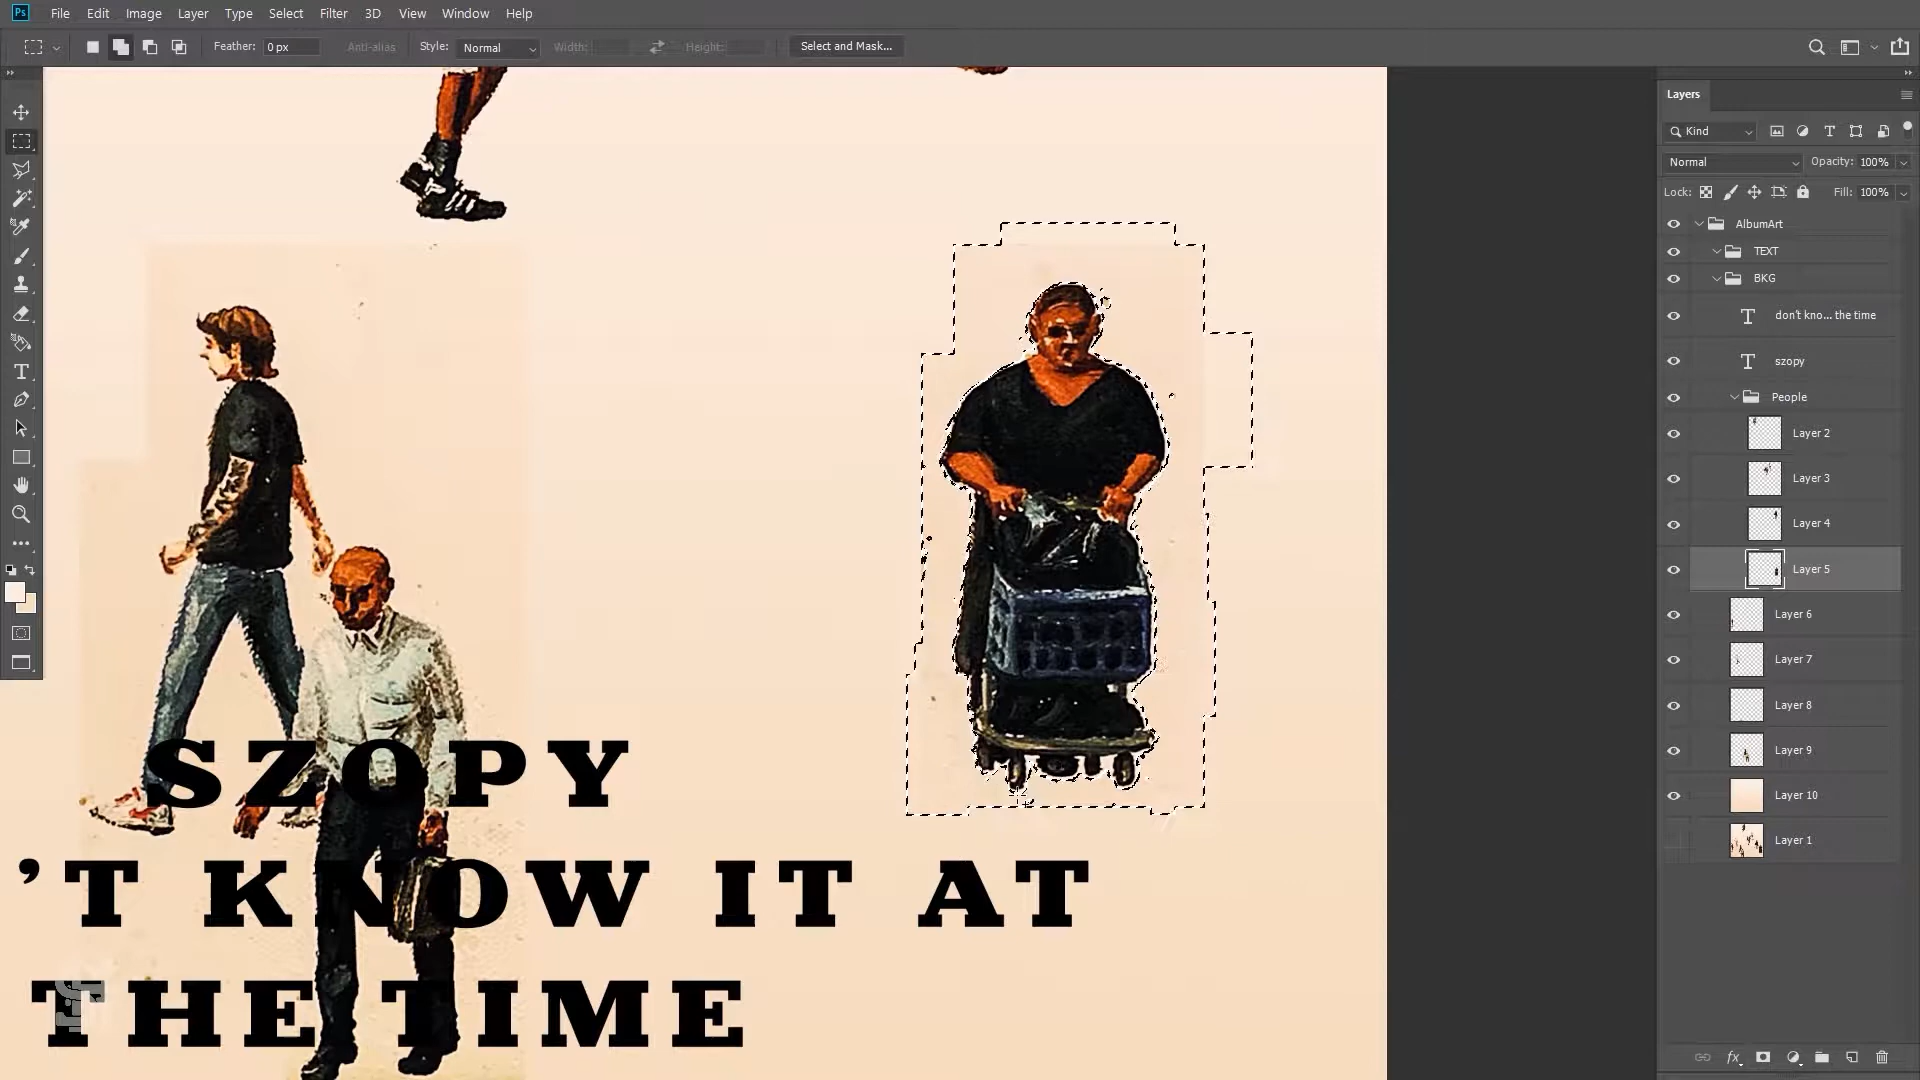 Ps File Edit Image Layer Type Select Filter 3D View Window Help
Feather: 0 px Anti-alias Style: Normal Width: Height: Select and Mask...
Layers
Kind
Normal Opacity: 100%
Lock: Fill: 100%
AlbumArt
TEXT
BKG
don't kno... the time
szopy
People
Layer 2
Layer 3
Layer 4
Layer 5
Layer 6
Layer 7
Layer 8
Layer 9
Layer 10
Layer 1
SZOPY
’T KNOW IT AT
THE TIME
fx